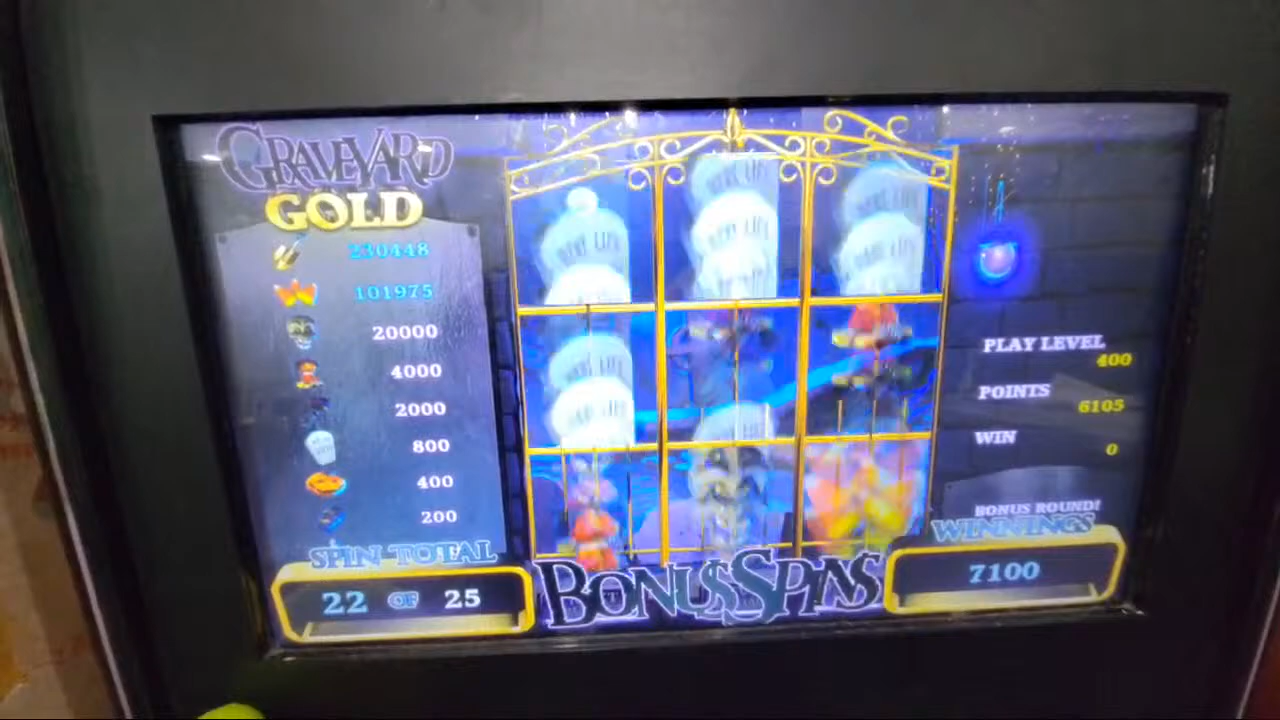 GRAVEYARD
GOLD
230448
101975
20000
4000
2000
800
400
200
SPIN TOTAL
22 OF 25
BONUS SPINS
PLAY LEVEL
400
POINTS
6105
WIN
0
BONUS ROUND!
WINNINGS
7100